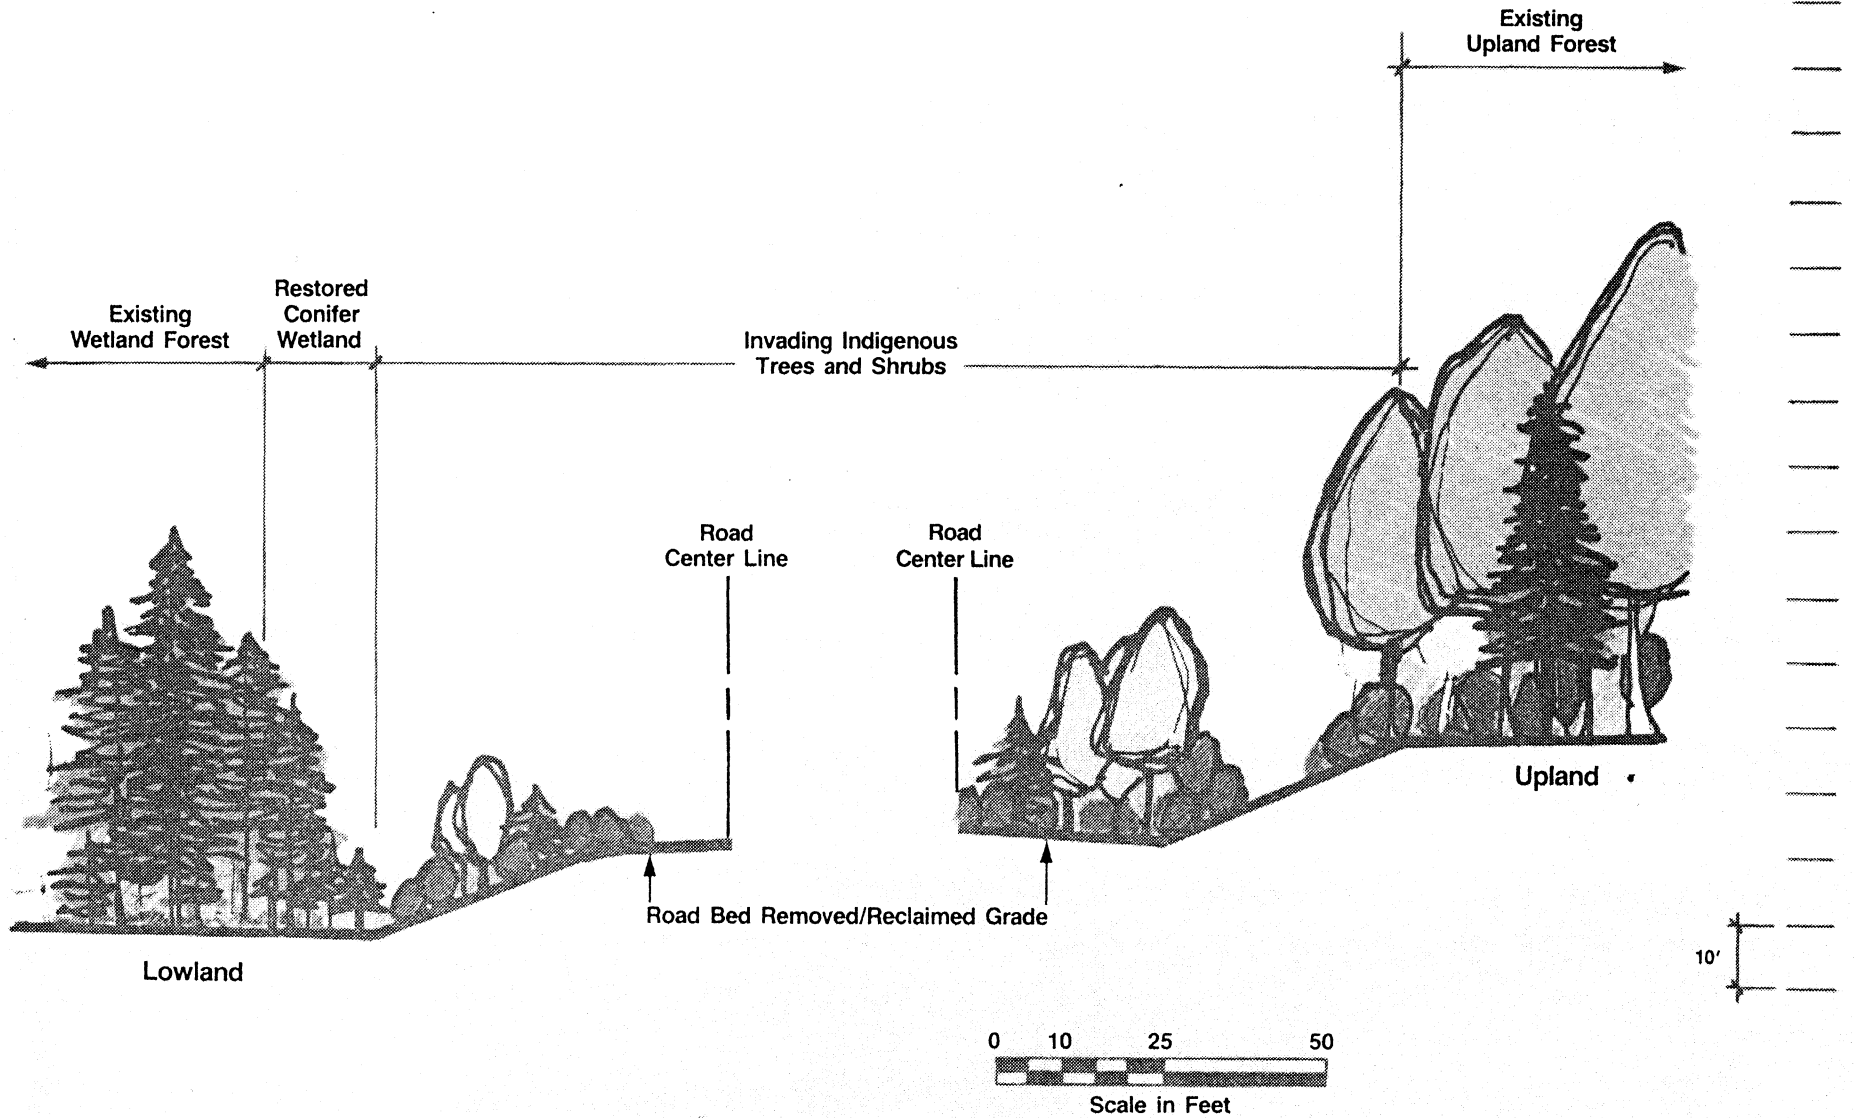 Existing
Upland Forest
Restored
Conifer
Wetland
Existing
Wetland Forest
Invading Indigenous
Trees and Shrubs
Road
Center Line
Road
Center Line
Upland
Road Bed Removed/Reclaimed Grade
Lowland
10'
0 10 25 50
Scale in Feet